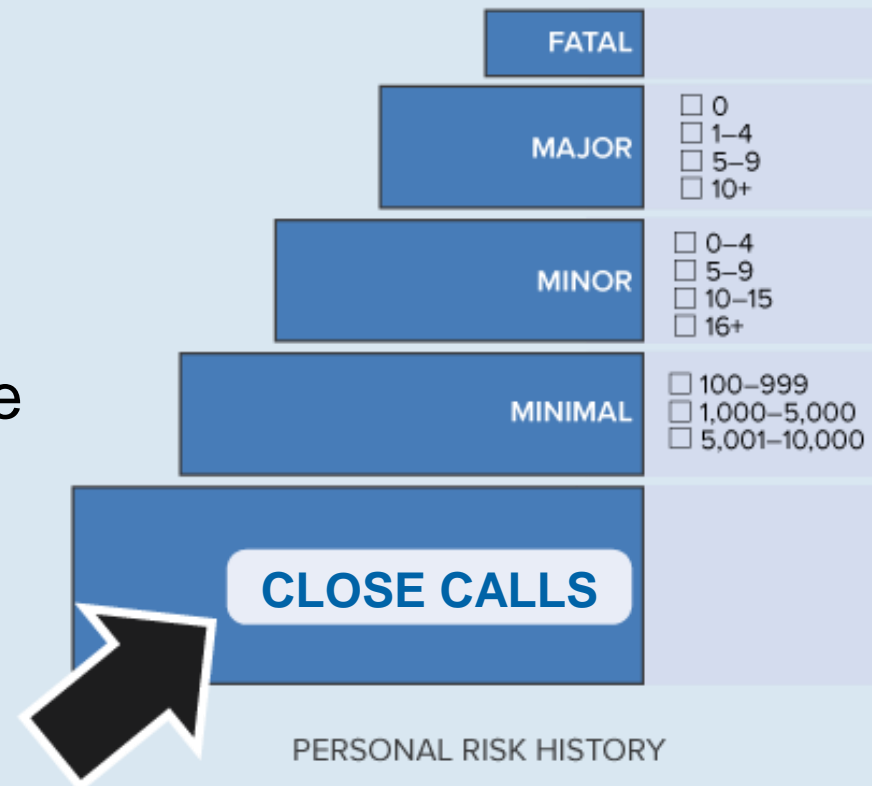 FATAL
MAJOR
☐ 0
☐ 1–4
☐ 5–9
☐ 10+
MINOR
☐ 0–4
☐ 5–9
☐ 10–15
☐ 16+
e
MINIMAL
☐ 100–999
☐ 1,000–5,000
☐ 5,001–10,000
CLOSE CALLS
PERSONAL RISK HISTORY